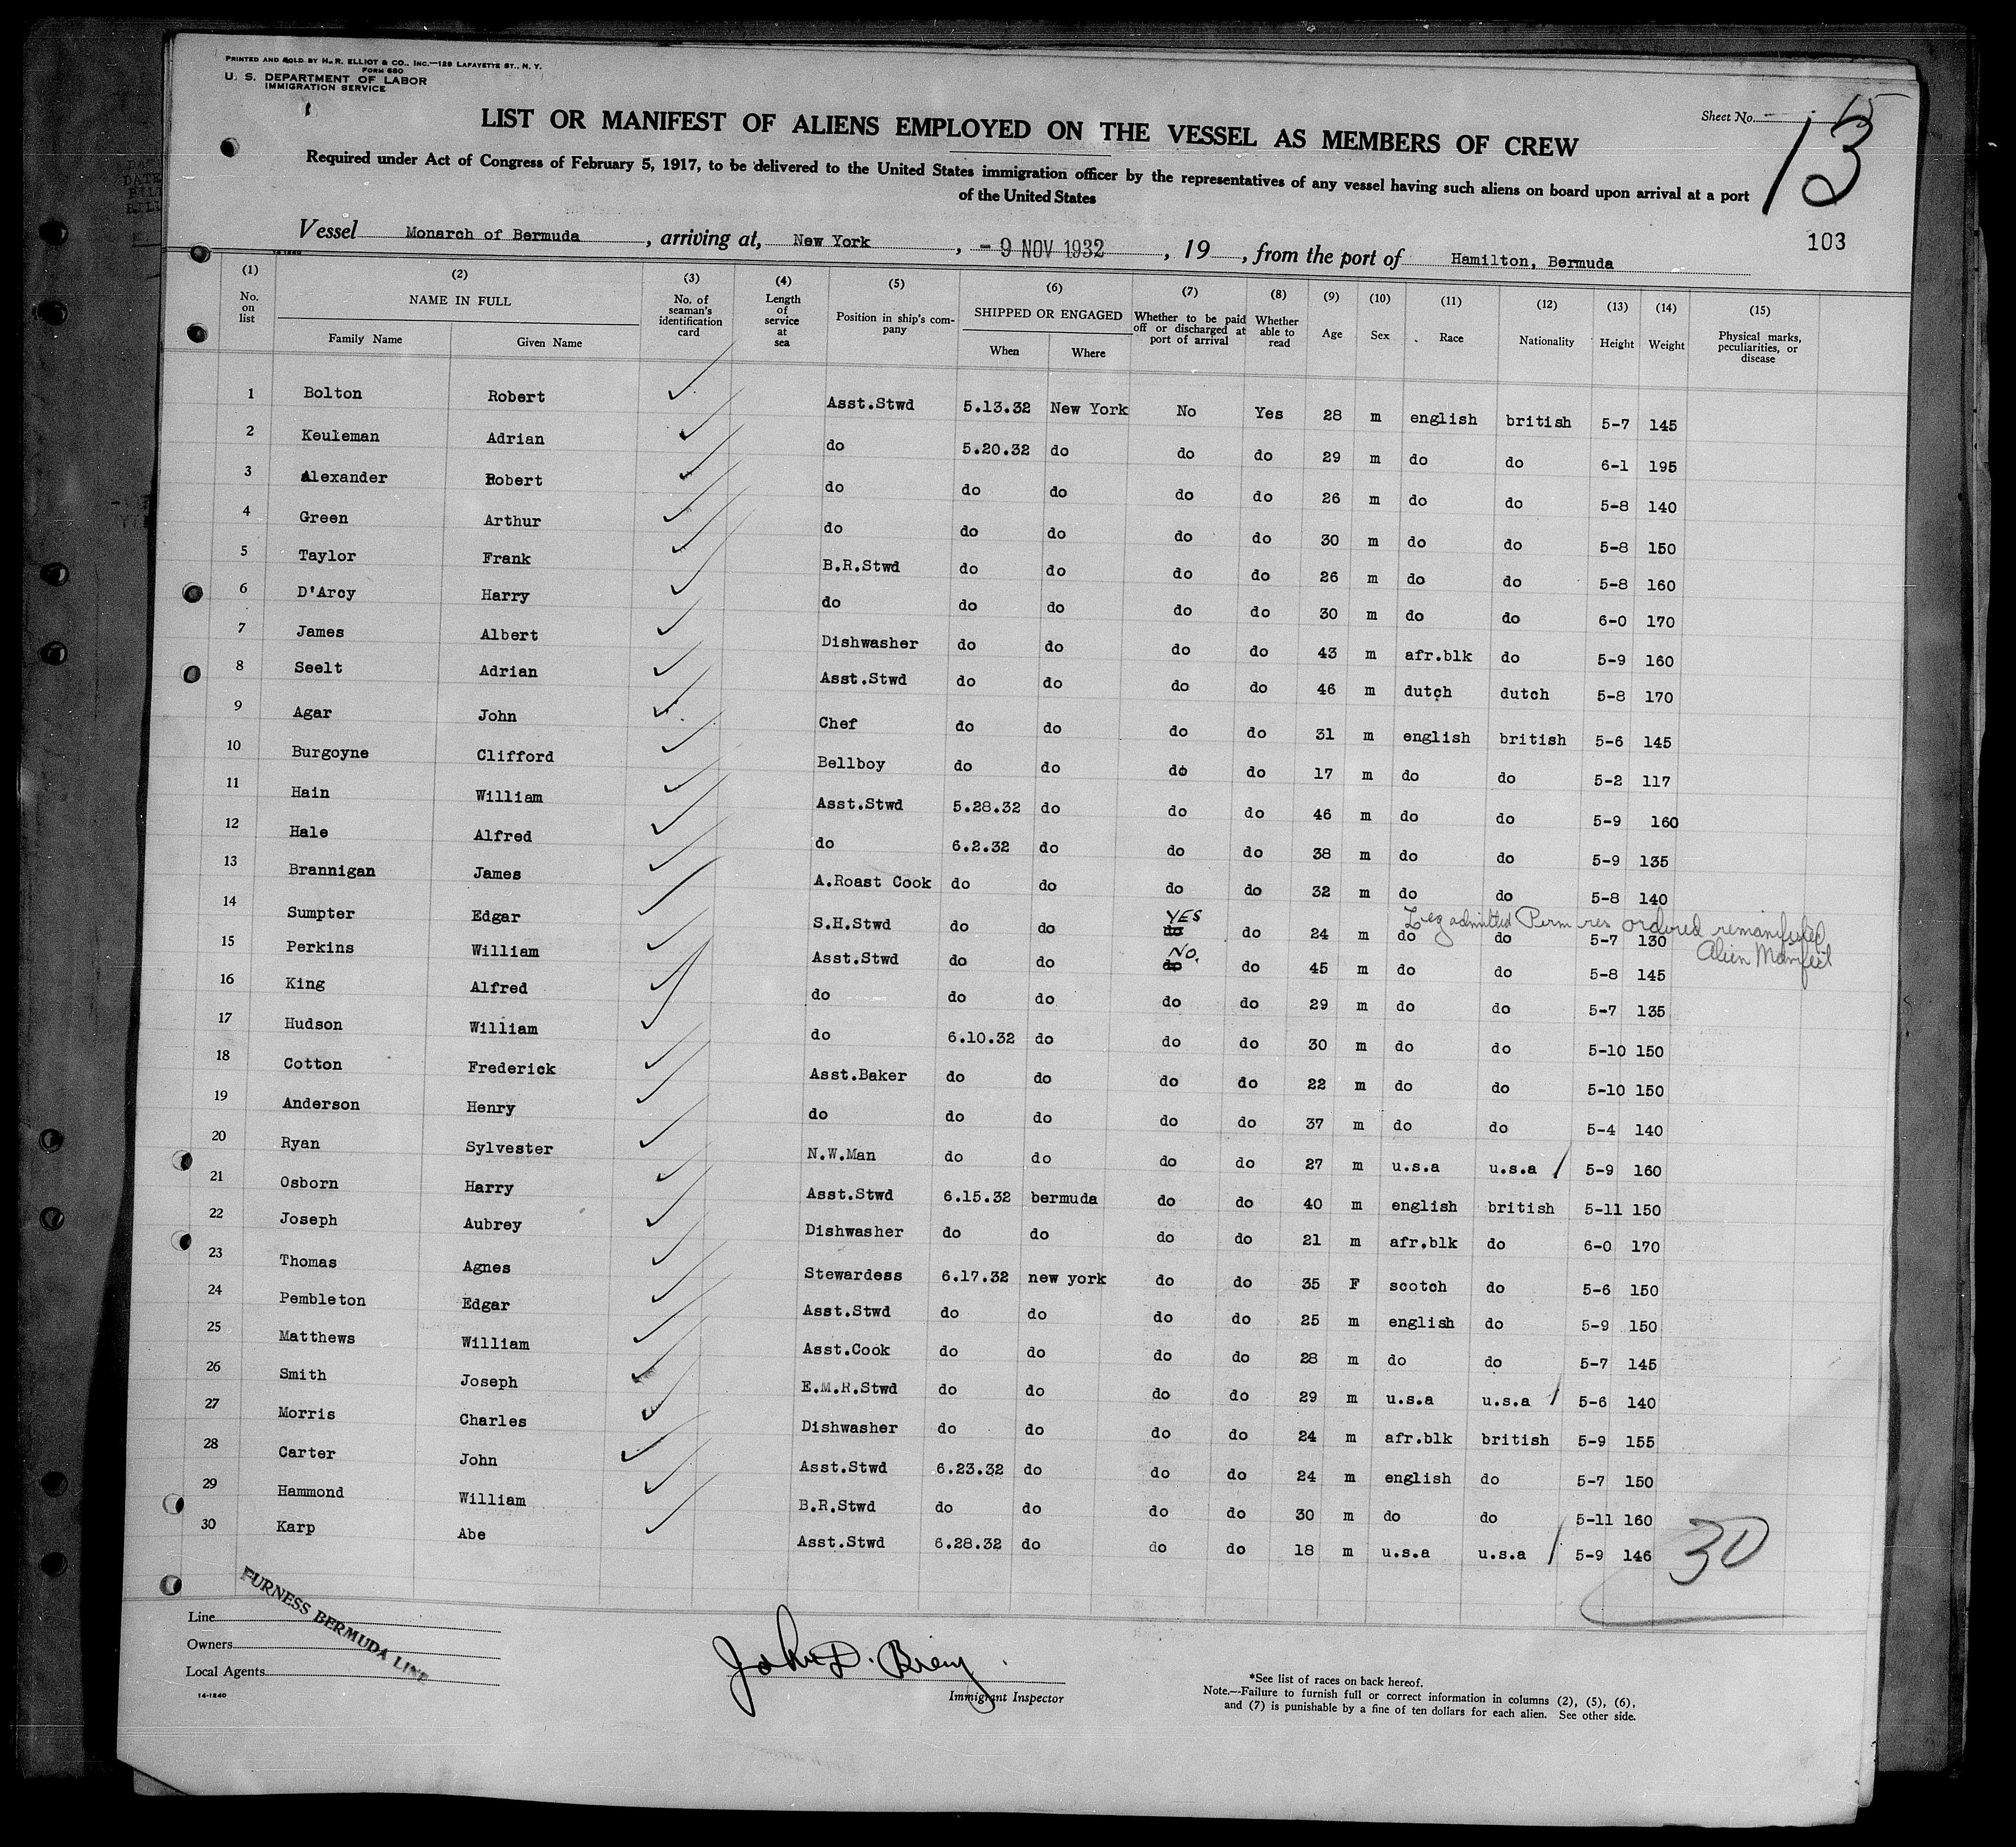 PRINTED AND SOLD BY H. R. ELLIOT & CO., INC.—129 LAFAYETTE ST., N. Y.
FORM 680
U. S. DEPARTMENT OF LABOR
IMMIGRATION SERVICE
Sheet No. 15
13
LIST OR MANIFEST OF ALIENS EMPLOYED ON THE VESSEL AS MEMBERS OF CREW
Required under Act of Congress of February 5, 1917, to be delivered to the United States immigration officer by the representatives of any vessel having such aliens on board upon arrival at a port
of the United States
Vessel Monarch of Bermuda, arriving at, New York, - 9 NOV 1932, 19, from the port of Hamilton, Bermuda
103
14-1240
(1) (2) (3) (4) (5) (6) (7) (8) (9) (10) (11) (12) (13) (14) (15)
No. on list NAME IN FULL Family Name Given Name No. of seaman's identification card Length of service at sea Position in ship's company SHIPPED OR ENGAGED When Where Whether to be paid off or discharged at port of arrival Whether able to read Age Sex Race Nationality Height Weight Physical marks, peculiarities, or disease
1 Bolton Robert Asst.Stwd 5.13.32 New York No Yes 28 m english british 5-7 145
2 Keuleman Adrian do 5.20.32 do do do 29 m do do 6-1 195
3 Alexander Robert do do do do do 26 m do do 5-8 140
4 Green Arthur do do do do do 30 m do do 5-8 150
5 Taylor Frank B.R.Stwd do do do do 26 m do do 5-8 160
6 D'Arcy Harry do do do do do 30 m do do 6-0 170
7 James Albert Dishwasher do do do do 43 m afr.blk do 5-9 160
8 Seelt Adrian Asst.Stwd do do do do 46 m dutch dutch 5-8 170
9 Agar John Chef do do do do 31 m english british 5-6 145
10 Burgoyne Clifford Bellboy do do do do 17 m do do 5-2 117
11 Hain William Asst.Stwd 5.28.32 do do do 46 m do do 5-9 160
12 Hale Alfred do 6.2.32 do do do 38 m do do 5-9 135
13 Brannigan James A.Roast Cook do do do do 32 m do do 5-8 140
14 Sumpter Edgar S.H.Stwd do do YES do do 24 m do do 5-7 130 Leg admitted Perm res ordered remanifested
Alien Manifest
15 Perkins William Asst.Stwd do do No. do do 45 m do do 5-8 145
16 King Alfred do do do do do 29 m do do 5-7 135
17 Hudson William do 6.10.32 do do do 30 m do do 5-10 150
18 Cotton Frederick Asst.Baker do do do do 22 m do do 5-10 150
19 Anderson Henry do do do do do 37 m do do 5-4 140
20 Ryan Sylvester N.W.Man do do do do 27 m u.s.a u.s.a 5-9 160
21 Osborn Harry Asst.Stwd 6.15.32 bermuda do do 40 m english british 5-11 150
22 Joseph Aubrey Dishwasher do do do do 21 m afr.blk do 6-0 170
23 Thomas Agnes Stewardess 6.17.32 new york do do 35 F scotch do 5-6 150
24 Pembleton Edgar Asst.Stwd do do do do 25 m english do 5-9 150
25 Matthews William Asst.Cook do do do do 28 m do do 5-7 145
26 Smith Joseph E.M.R.Stwd do do do do 29 m u.s.a u.s.a 5-6 140
27 Morris Charles Dishwasher do do do do 24 m afr.blk british 5-9 155
28 Carter John Asst.Stwd 6.23.32 do do do 24 m english do 5-7 150
29 Hammond William B.R.Stwd do do do do 30 m do do 5-11 160
30 Karp Abe Asst.Stwd 6.28.32 do do do 18 m u.s.a u.s.a 5-9 146
30
FURNESS BERMUDA LINE
Line
Owners
Local Agents
14-1240
John D.
Immigrant Inspector
*See list of races on back hereof.
Note.—Failure to furnish full or correct information in columns (2), (5), (6),
and (7) is punishable by a fine of ten dollars for each alien. See other side.